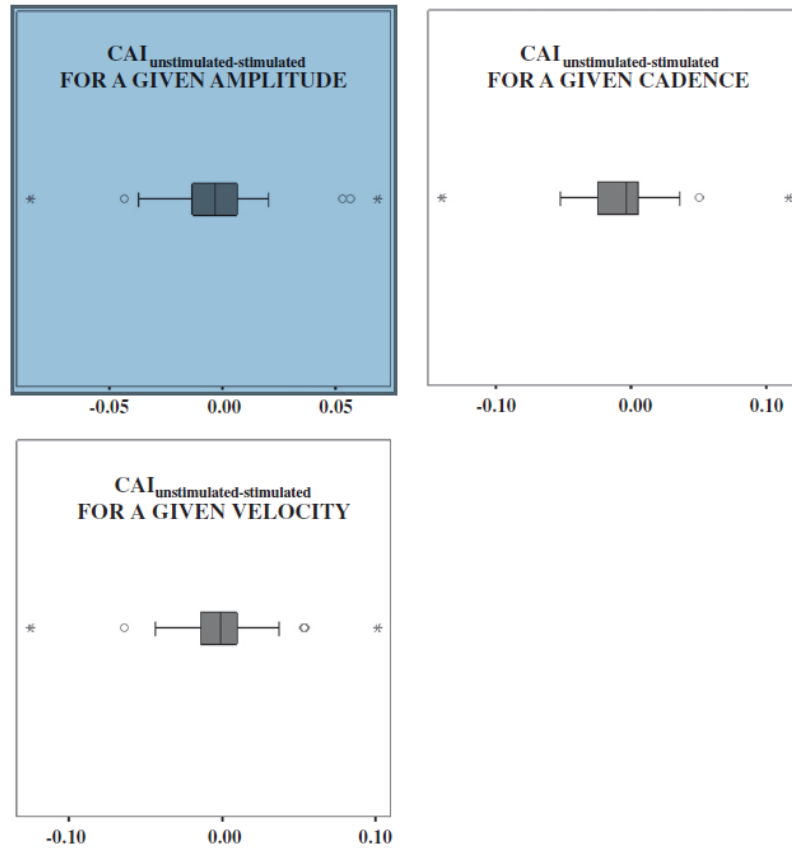 CAIunstimulated-stimulated
FOR A GIVEN AMPLITUDE
-0.05 0.00 0.05
CAIunstimulated-stimulated
FOR A GIVEN CADENCE
-0.10 0.00 0.10
CAIunstimulated-stimulated
FOR A GIVEN VELOCITY
-0.10 0.00 0.10